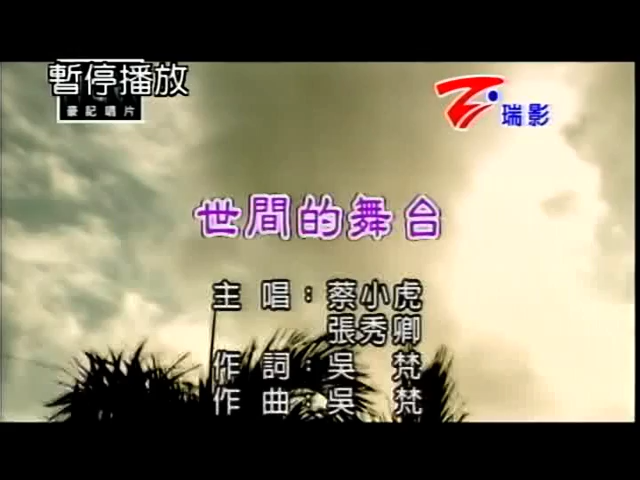 暫停播放
豪記唱片
瑞影
世間的舞台
主唱：蔡小虎
張秀卿
作詞：吳梵
作曲：吳梵